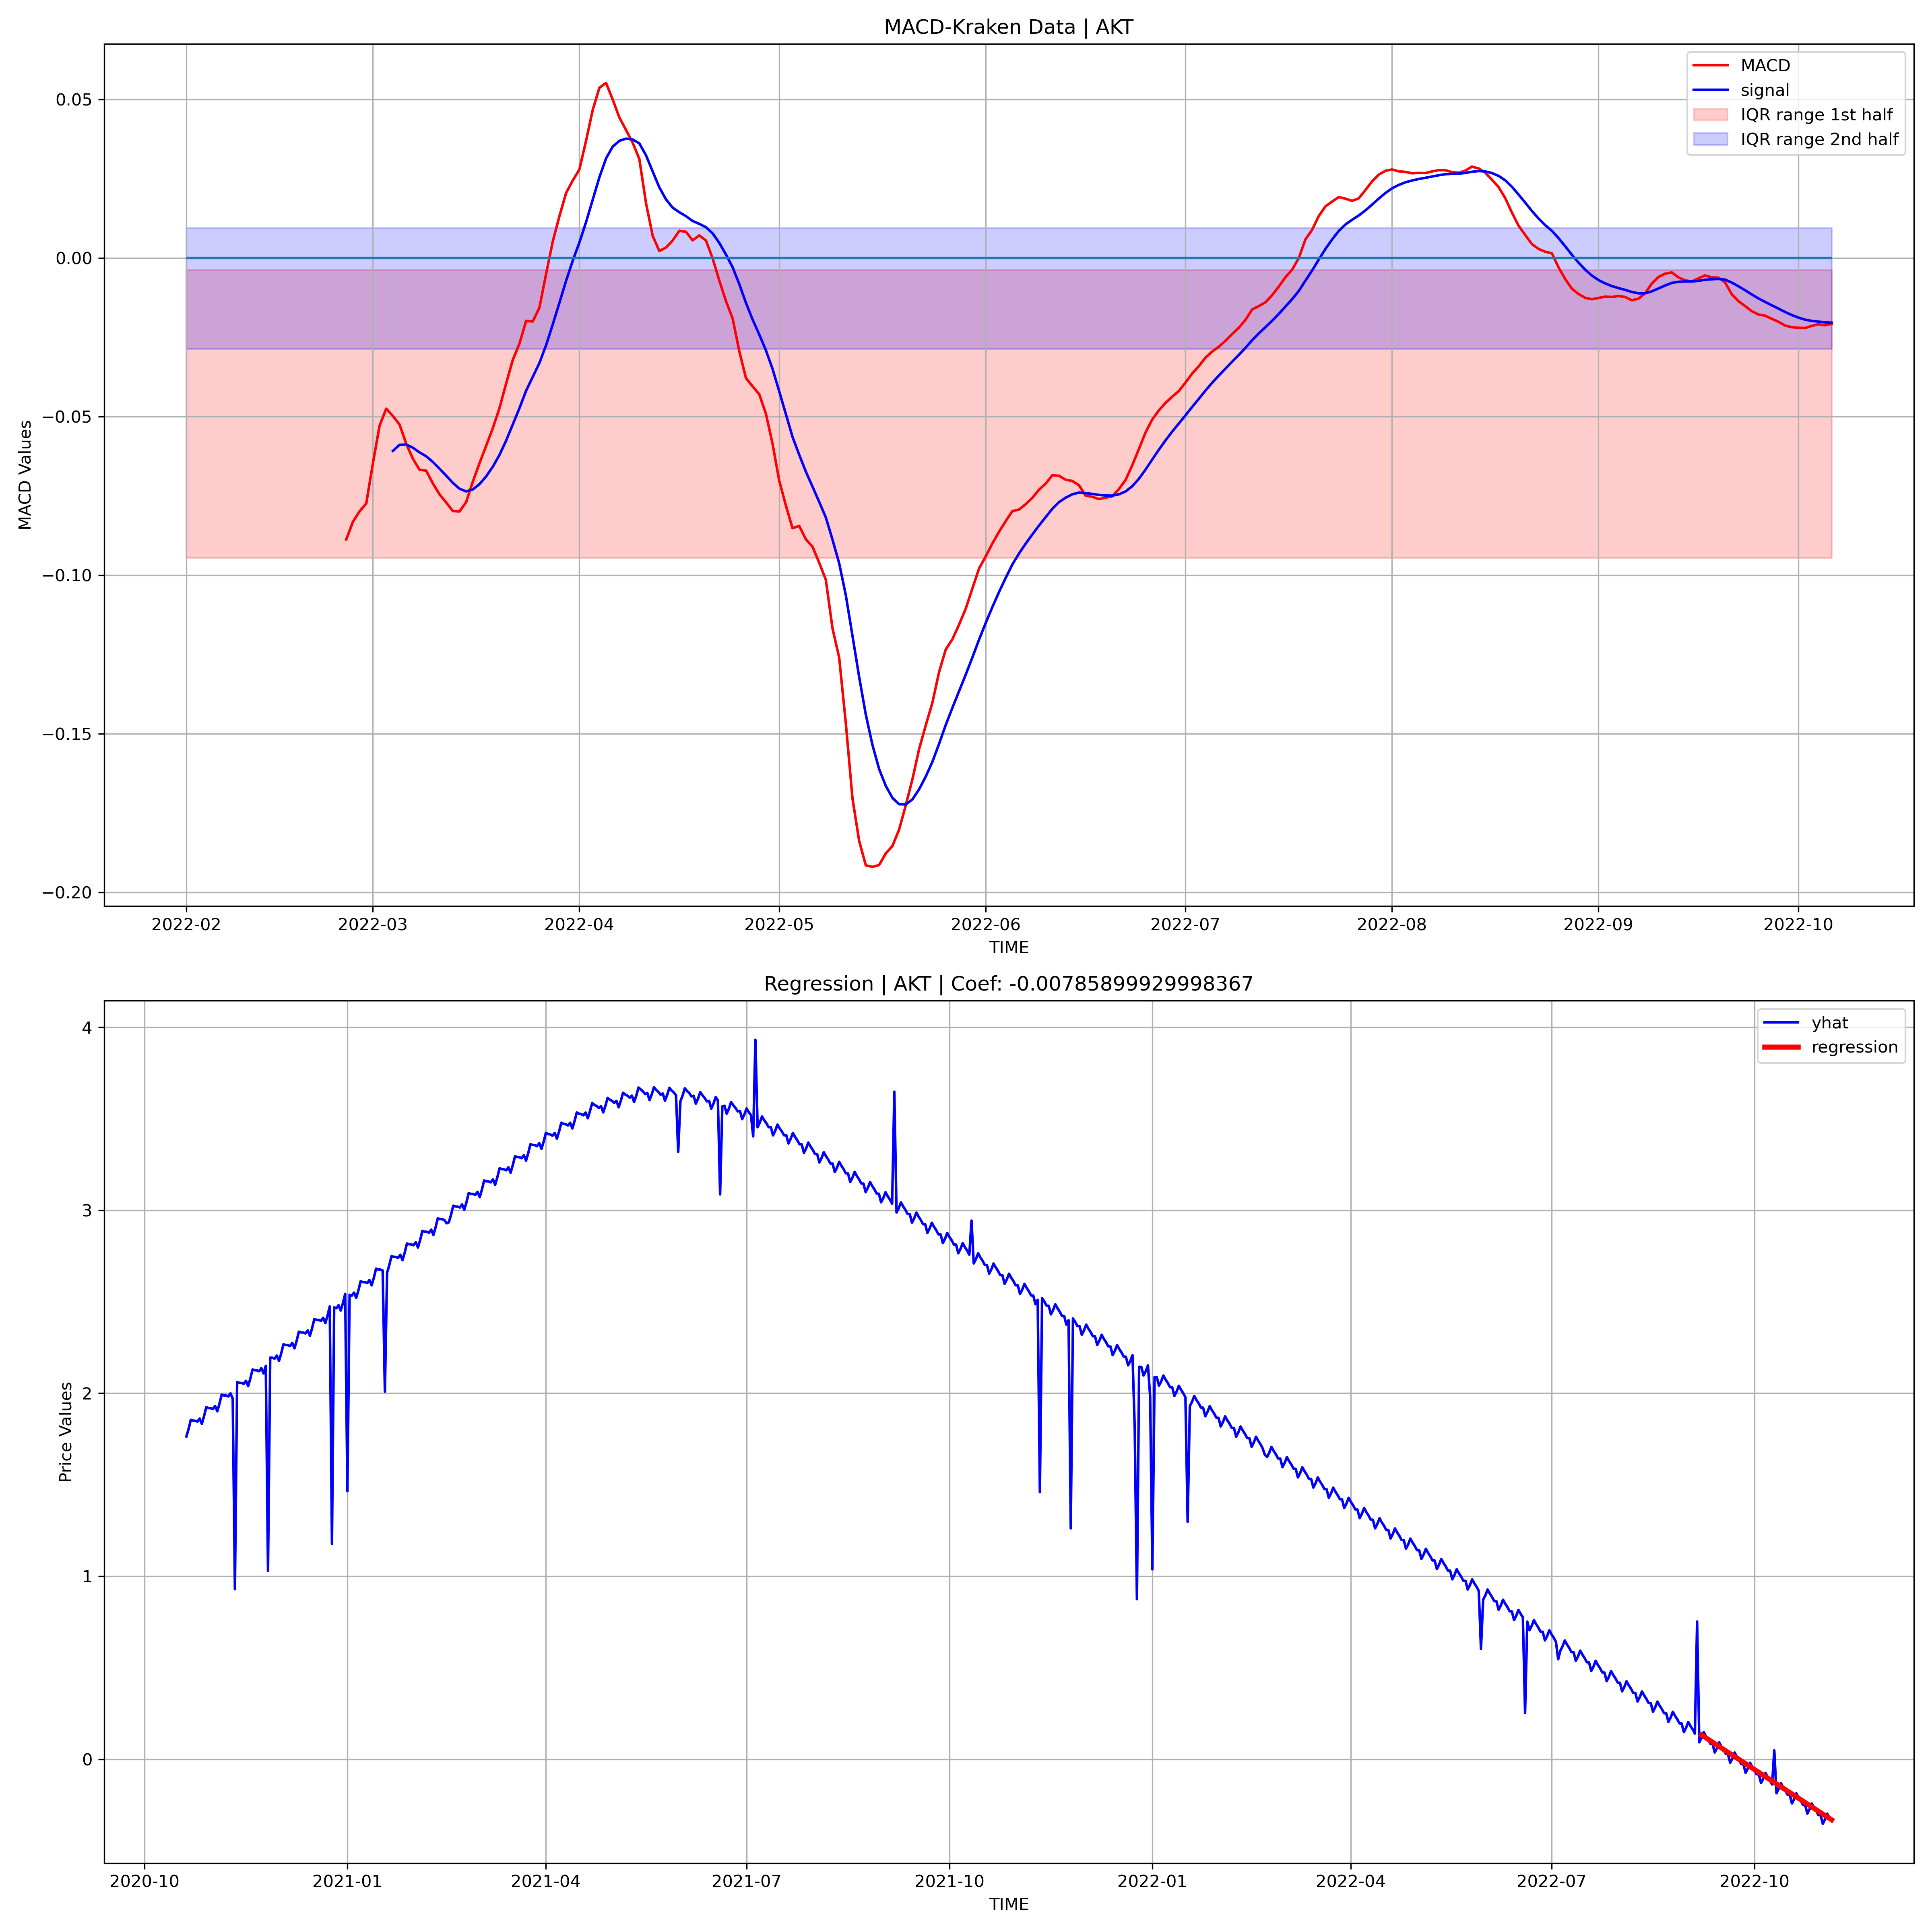 MACD-Kraken Data | AKT
MACD
signal
IQR range 1st half
IQR range 2nd half
0.05
0.00
−0.05
−0.10
−0.15
−0.20
MACD Values
2022-02 2022-03 2022-04 2022-05 2022-06 2022-07 2022-08 2022-09 2022-10
TIME
Regression | AKT | Coef: -0.00785899929998367
yhat
regression
4
3
2
1
0
Price Values
2020-10 2021-01 2021-04 2021-07 2021-10 2022-01 2022-04 2022-07 2022-10
TIME